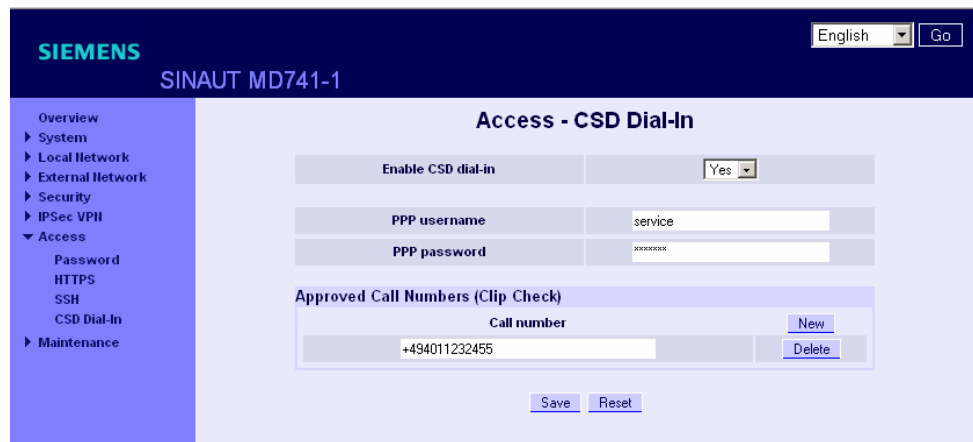 English Go
SIEMENS
SINAUT MD741-1
Overview
System
Local Network
External Network
Security
IPSec VPN
Access
Password
HTTPS
SSH
CSD Dial-In
Maintenance
Access - CSD Dial-In
Enable CSD dial-in Yes
PPP username service
PPP password *******
Approved Call Numbers (Clip Check)
Call number New
+494011232455 Delete
Save Reset